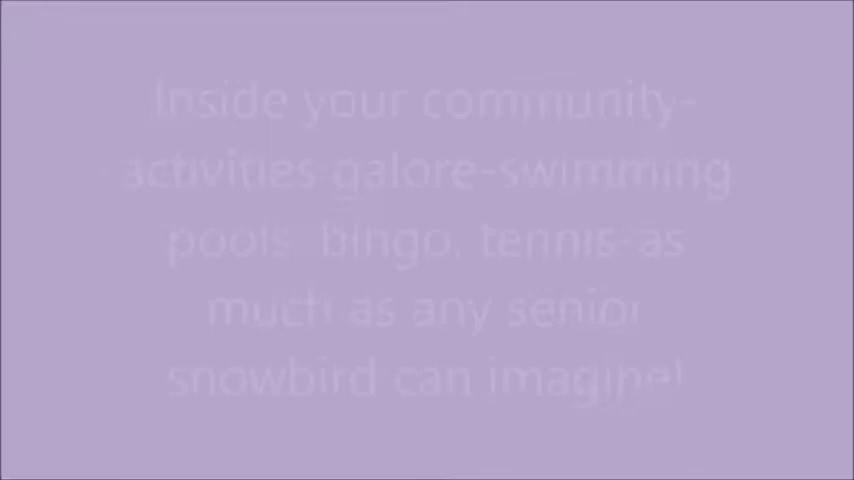 Inside your community-
activities galore-swimming
pools, bingo, tennis-as
much as any senior
snowbird can imagine!